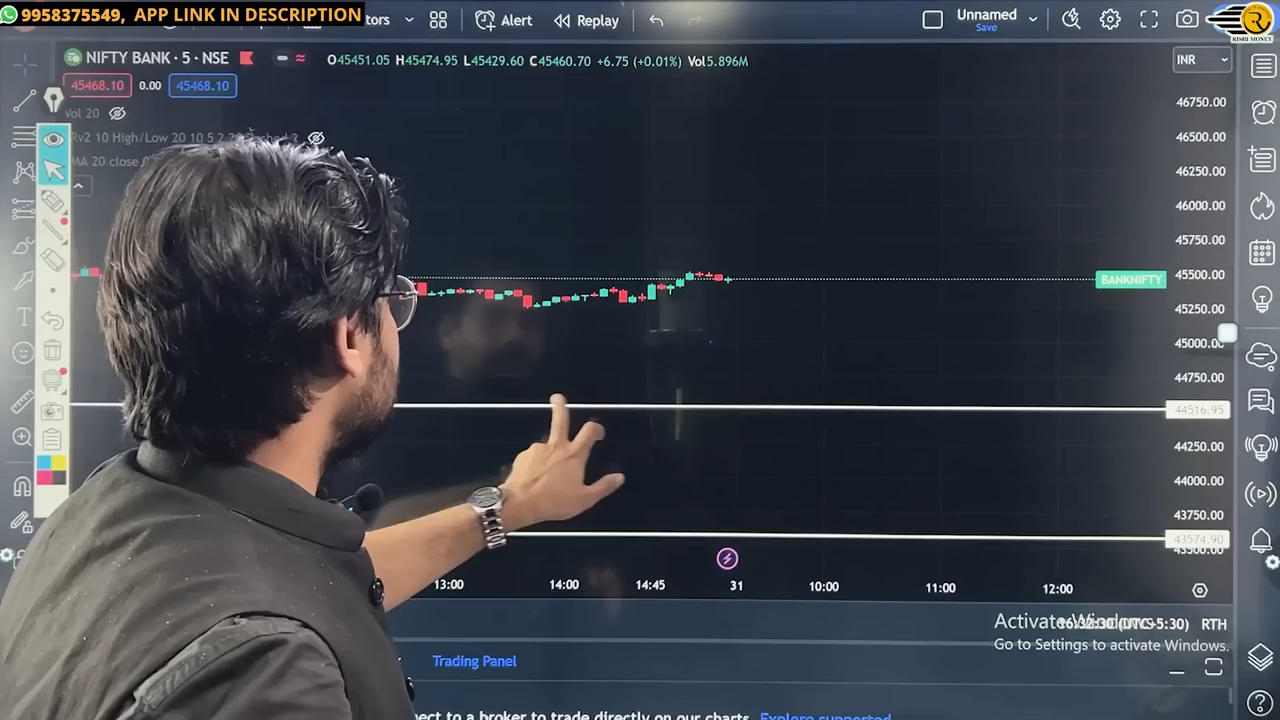 9958375549, APP LINK IN DESCRIPTION
tors
Alert
Replay
Unnamed
Save
RISHI MONEY
NIFTY BANK · 5 · NSE
O45451.05 H45474.95 L45429.60 C45460.70 +6.75 (+0.01%) Vol5.896M
INR
45468.10 0.00 45468.10
Vol 20
Rv2 10 High/Low 20 10 5 2 20
MA 20 close
46750.00
46500.00
46250.00
46000.00
45750.00
45500.00
BANKNIFTY
45250.00
45000.00
44750.00
44516.95
44250.00
44000.00
43750.00
43574.90
43500.00
13:00 14:00 14:45 31 10:00 11:00 12:00
Activate Windows
(UTC+5:30) RTH
Go to Settings to activate Windows.
Trading Panel
ect to a broker to trade directly on our charts. Explore supported